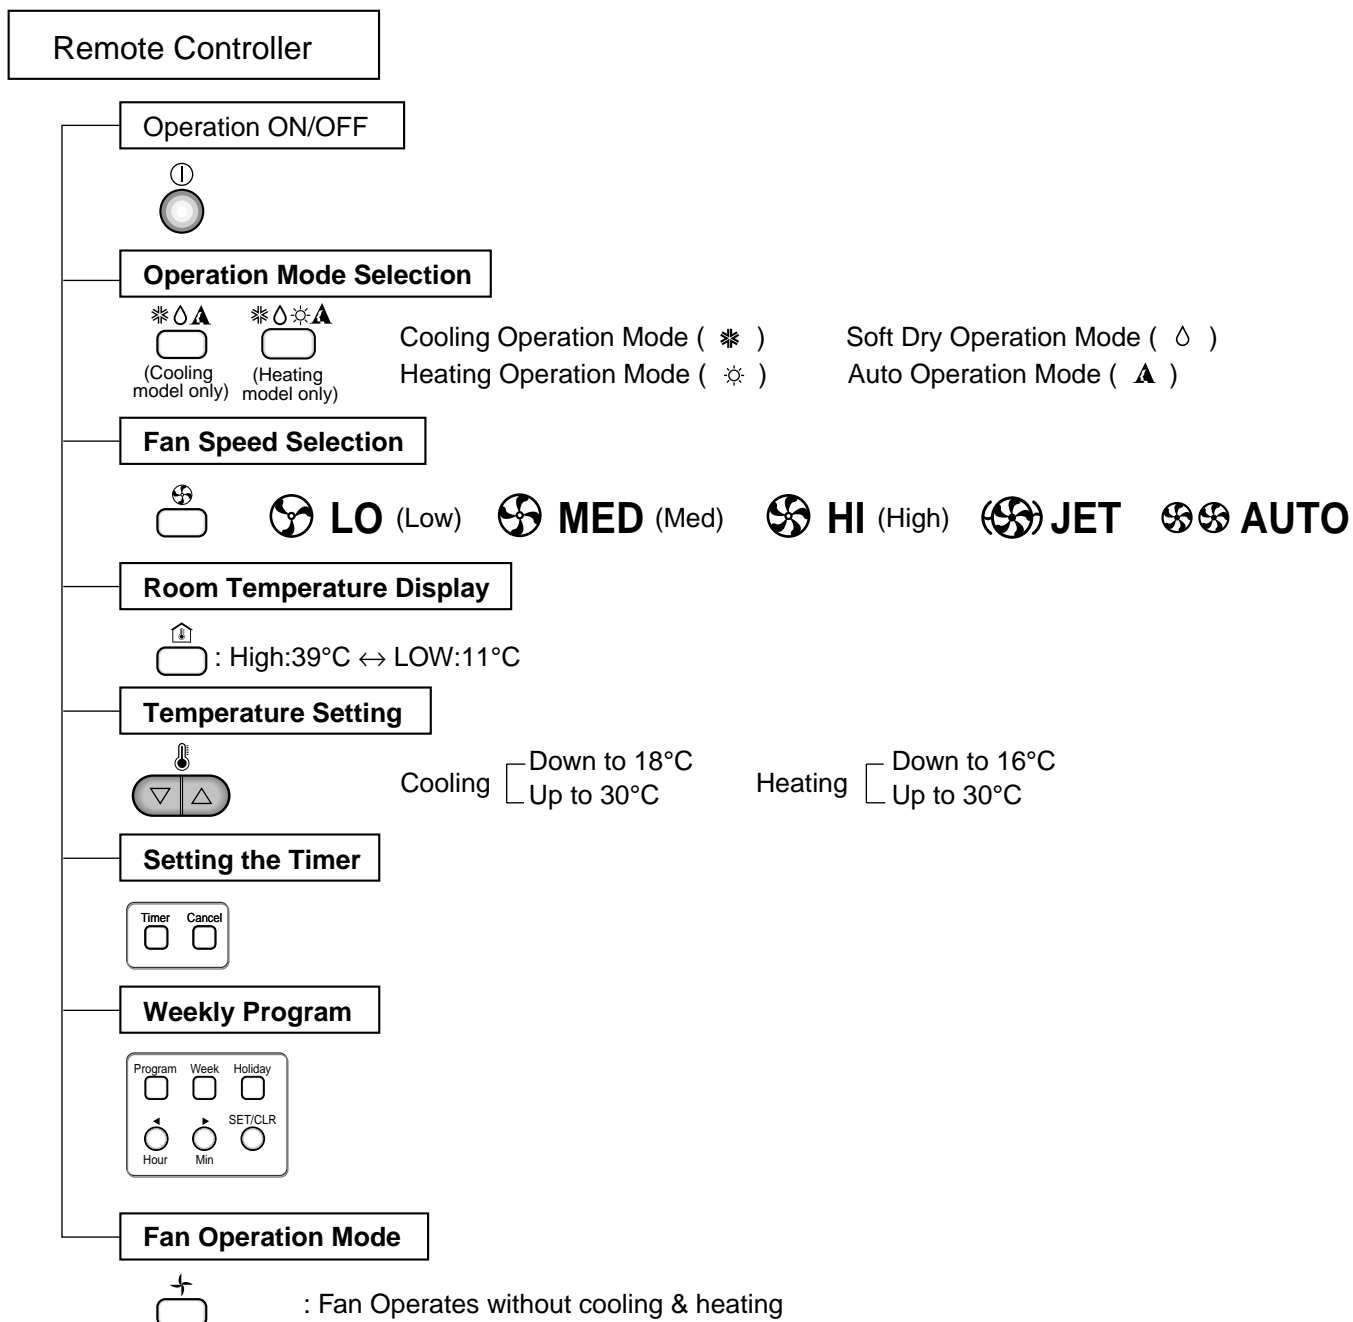 Remote Controller
Operation ON/OFF
Operation Mode Selection
(Cooling model only)
(Heating model only)
Cooling Operation Mode ( )
Soft Dry Operation Mode ( )
Heating Operation Mode ( )
Auto Operation Mode ( )
Fan Speed Selection
LO (Low) MED (Med) HI (High) JET AUTO
Room Temperature Display
: High:39°C ↔ LOW:11°C
Temperature Setting
Cooling
Down to 18°C
Up to 30°C
Heating
Down to 16°C
Up to 30°C
Setting the Timer
Timer Cancel
Weekly Program
Program Week Holiday
SET/CLR
Hour Min
Fan Operation Mode
: Fan Operates without cooling & heating